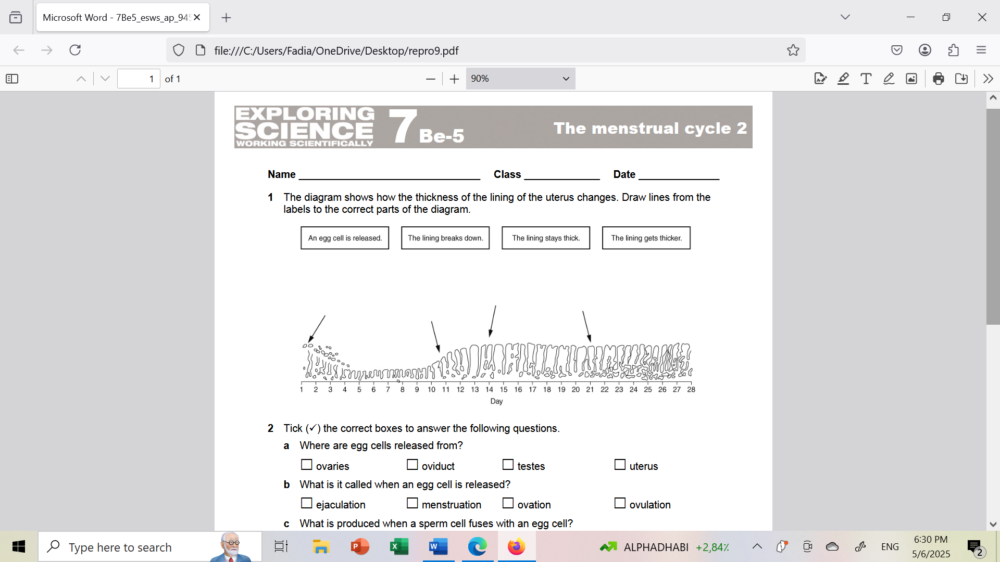 Microsoft Word - 7Be5_esws_ap_945
file:///C:/Users/Fadia/OneDrive/Desktop/repro9.pdf
1 of 1
90%
EXPLORING
SCIENCE
WORKING SCIENTIFICALLY
7 Be-5
The menstrual cycle 2
Name Class Date
1 The diagram shows how the thickness of the lining of the uterus changes. Draw lines from the
labels to the correct parts of the diagram.
An egg cell is released. The lining breaks down. The lining stays thick. The lining gets thicker.
1 2 3 4 5 6 7 8 9 10 11 12 13 14 15 16 17 18 19 20 21 22 23 24 25 26 27 28
Day
2 Tick (✓) the correct boxes to answer the following questions.
a Where are egg cells released from?
ovaries oviduct testes uterus
b What is it called when an egg cell is released?
ejaculation menstruation ovation ovulation
c What is produced when a sperm cell fuses with an egg cell?
Type here to search
ALPHADHABI +2,84%
ENG
6:30 PM
5/6/2025
2